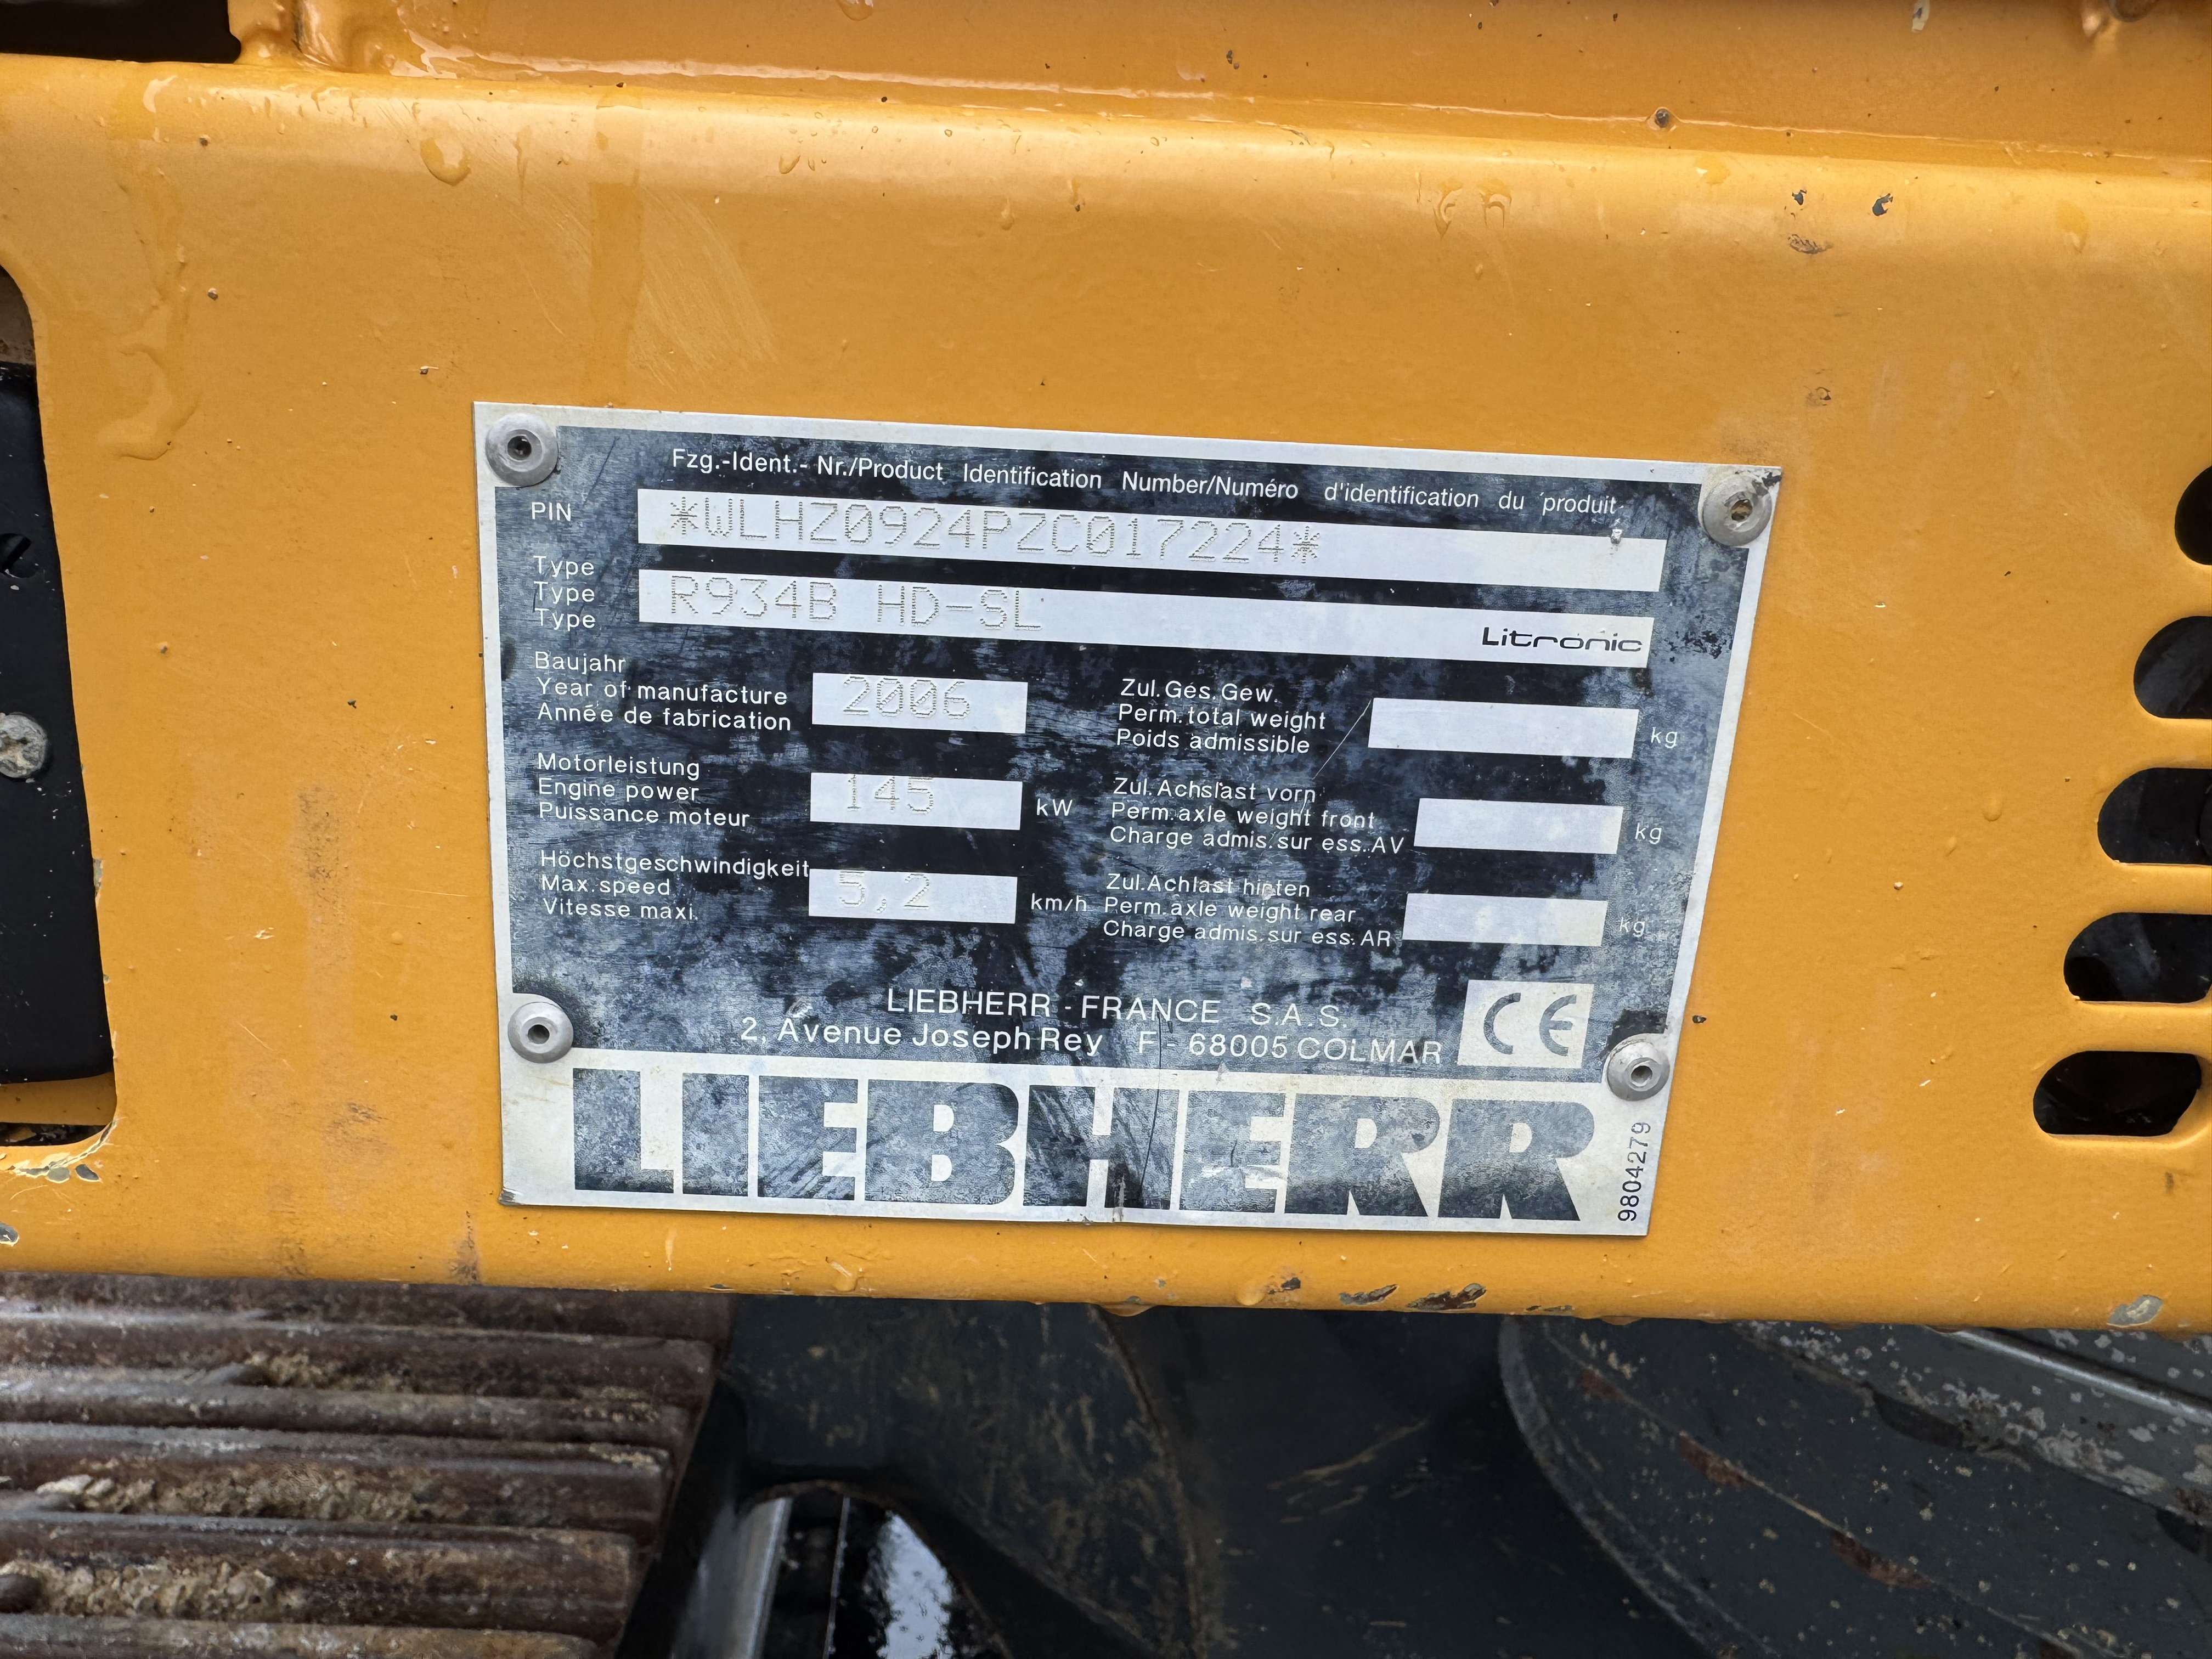 Fzg.-Ident.- Nr./Product Identification Number/Numéro d'identification du produit
PIN *WLHZ0924PZC017224*
Type
Type R934B HD-SL
Type
Litronic
Baujahr
Year of manufacture 2006
Année de fabrication
Zul. Ges. Gew.
Perm. total weight kg
Poids admissible
Motorleistung
Engine power 145 kW
Puissance moteur
Zul. Achslast vorn
Perm. axle weight front kg
Charge admis. sur ess. AV
Höchstgeschwindigkeit
Max. speed 5,2 km/h
Vitesse maxi.
Zul. Achlast hinten
Perm. axle weight rear kg
Charge admis. sur ess. AR
LIEBHERR - FRANCE S.A.S.
2, Avenue Joseph Rey F - 68005 COLMAR
CE
LIEBHERR
9804279